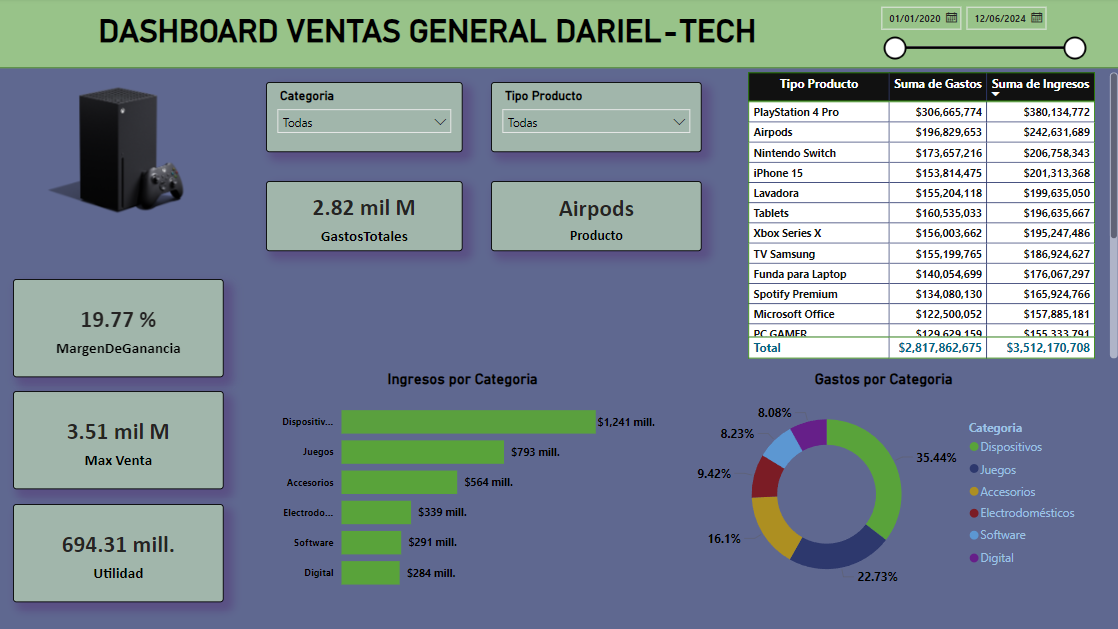 DASHBOARD VENTAS GENERAL DARIEL-TECH
01/01/2020 12/06/2024
Categoria
Todas
Tipo Producto
Todas
2.82 mil M
GastosTotales
Airpods
Producto
Tipo Producto Suma de Gastos Suma de Ingresos
PlayStation 4 Pro $306,665,774 $380,134,772
Airpods $196,829,653 $242,631,689
Nintendo Switch $173,657,216 $206,758,343
iPhone 15 $153,814,475 $201,313,368
Lavadora $155,204,118 $199,635,050
Tablets $160,535,033 $196,635,667
Xbox Series X $156,003,662 $195,247,486
TV Samsung $155,199,765 $186,924,627
Funda para Laptop $140,054,699 $176,067,297
Spotify Premium $134,080,130 $165,924,766
Microsoft Office $122,500,052 $157,885,181
PC GAMER $129,629,159 $155,333,791
Total $2,817,862,675 $3,512,170,708
19.77 %
MargenDeGanancia
3.51 mil M
Max Venta
694.31 mill.
Utilidad
Ingresos por Categoria
Dispositiv... $1,241 mill.
Juegos $793 mill.
Accesorios $564 mill.
Electrodo... $339 mill.
Software $291 mill.
Digital $284 mill.
Gastos por Categoria
8.08%
8.23%
9.42%
16.1%
22.73%
35.44%
Categoria
Dispositivos
Juegos
Accesorios
Electrodomésticos
Software
Digital